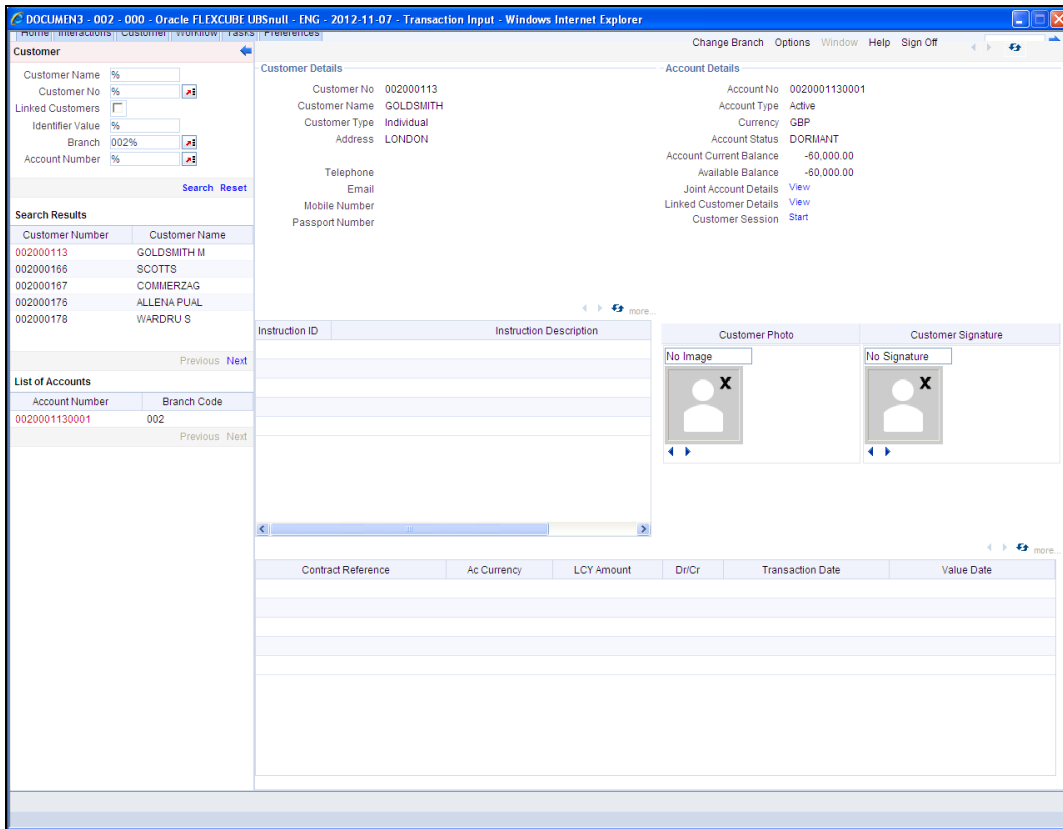 DOCUMEN3 - 002 - 000 - Oracle FLEXCUBE UBSnull - ENG - 2012-11-07 - Transaction Input - Windows Internet Explorer
Home Interactions Customer Workflow Tasks Preferences
Change Branch Options Window Help Sign Off
Customer
Customer Name %
Customer No %
Linked Customers
Identifier Value %
Branch 002%
Account Number %
Search Reset
Search Results
Customer Number Customer Name
002000113 GOLDSMITH M
002000166 SCOTTS
002000167 COMMERZAG
002000176 ALLENA PUAL
002000178 WARDRU S
Previous Next
List of Accounts
Account Number Branch Code
0020001130001 002
Previous Next
Customer Details
Customer No 002000113
Customer Name GOLDSMITH
Customer Type Individual
Address LONDON
Telephone
Email
Mobile Number
Passport Number
Account Details
Account No 0020001130001
Account Type Active
Currency GBP
Account Status DORMANT
Account Current Balance -60,000.00
Available Balance -60,000.00
Joint Account Details View
Linked Customer Details View
Customer Session Start
more...
Instruction ID Instruction Description
Customer Photo Customer Signature
No Image No Signature
more...
Contract Reference Ac Currency LCY Amount Dr/Cr Transaction Date Value Date